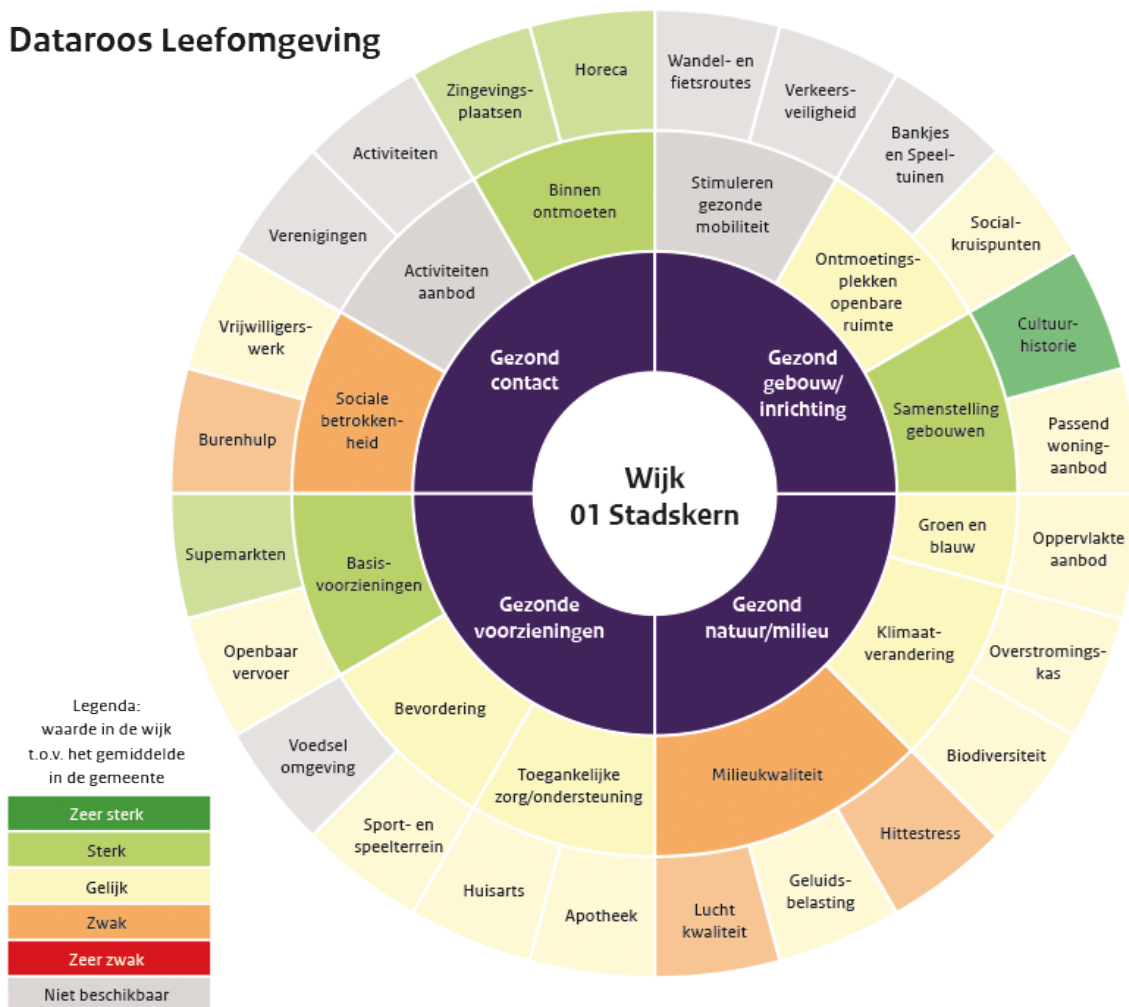 Dataroos Leefomgeving
Zingevings-
plaatsen
Horeca
Wandel- en
fietsroutes
Verkeers-
veiligheid
Bankjes
en Speel-
tuinen
Social-
kruispunten
Cultuur-
historie
Passend
woning-
aanbod
Oppervlakte
aanbod
Overstromings-
kas
Biodiversiteit
Hittestress
Geluids-
belasting
Lucht
kwaliteit
Apotheek
Huisarts
Sport- en
speelterrein
Voedsel
omgeving
Openbaar
vervoer
Supemarkten
Burenhulp
Vrijwilligers-
werk
Verenigingen
Activiteiten
Binnen
ontmoeten
Stimuleren
gezonde
mobiliteit
Ontmoetings-
plekken
openbare
ruimte
Samenstelling
gebouwen
Groen en
blauw
Klimaat-
verandering
Milieukwaliteit
Toegankelijke
zorg/ondersteuning
Bevordering
Basis-
voorzieningen
Sociale
betrokken-
heid
Activiteiten
aanbod
Gezond
contact
Gezond
gebouw/
inrichting
Gezond
natuur/milieu
Gezonde
voorzieningen
Wijk
01 Stadskern
Legenda:
waarde in de wijk
t.o.v. het gemiddelde
in de gemeente
Zeer sterk
Sterk
Gelijk
Zwak
Zeer zwak
Niet beschikbaar